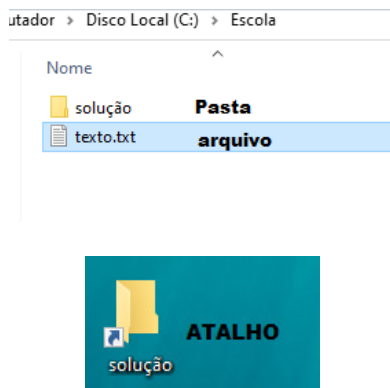 utador > Disco Local (C:) > Escola
Nome
solução Pasta
texto.txt arquivo
ATALHO
solução